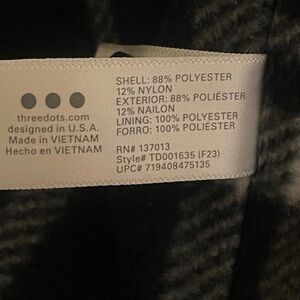 threedots.com
designed in U.S.A.
Made in VIETNAM
Hecho en VIETNAM
SHELL: 88% POLYESTER
12% NYLON
EXTERIOR: 88% POLIÉSTER
12% NAILON
LINING: 100% POLYESTER
FORRO: 100% POLIÉSTER
RN# 137013
Style# TD001635 (F23)
UPC# 719408475135